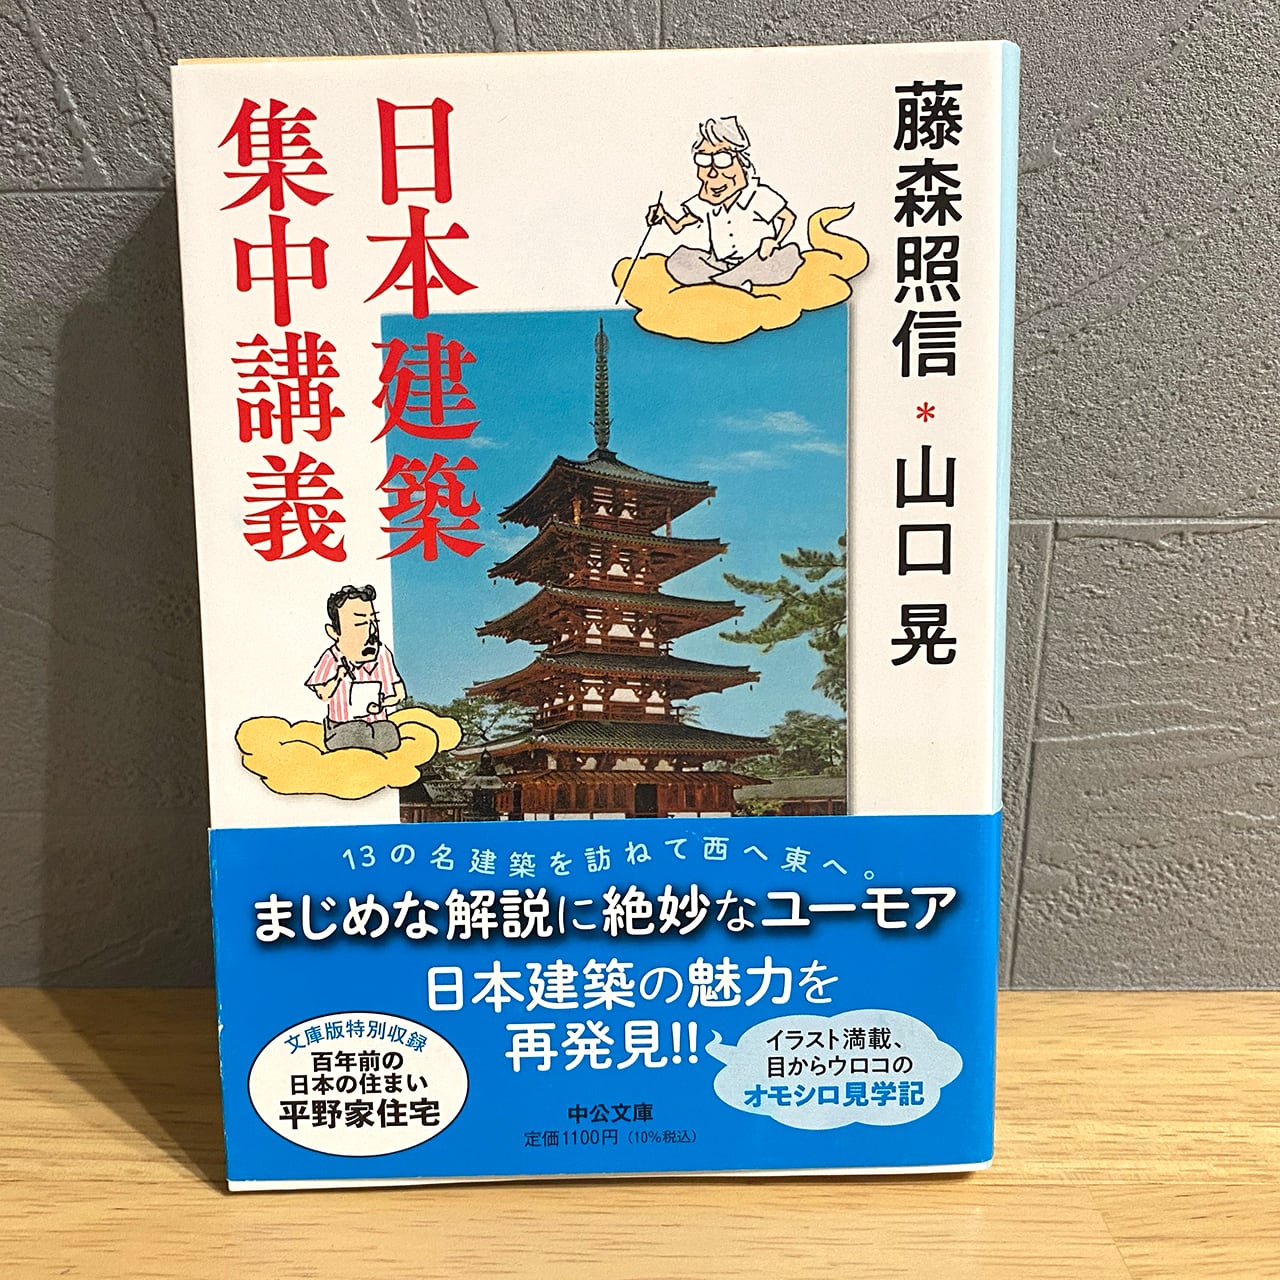 日本建築
集中講義
藤森照信*山口晃
13の名建築を訪ねて西へ東へ。
まじめな解説に絶妙なユーモア
日本建築の魅力を
再発見!!
文庫版特別収録
百年前の
日本の住まい
平野家住宅
イラスト満載、
目からウロコの
オモシロ見学記
中公文庫
定価1100円(10%税込)